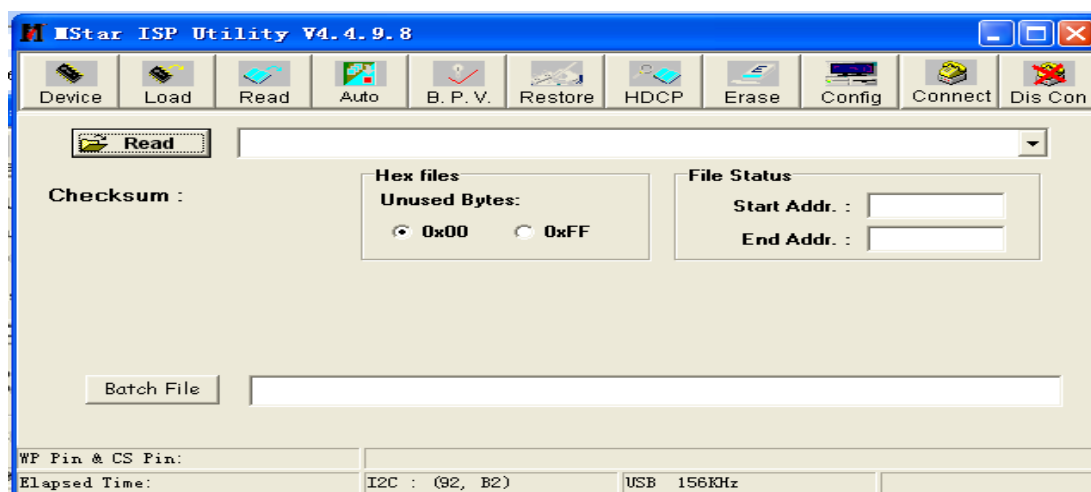 MStar ISP Utility V4.4.9.8
Device Load Read Auto B. P. V. Restore HDCP Erase Config Connect Dis Con
Read
Checksum :
Hex files
Unused Bytes:
0x00 0xFF
File Status
Start Addr. :
End Addr. :
Batch File
WP Pin & CS Pin:
Elapsed Time: I2C : (92, B2) USB 156KHz